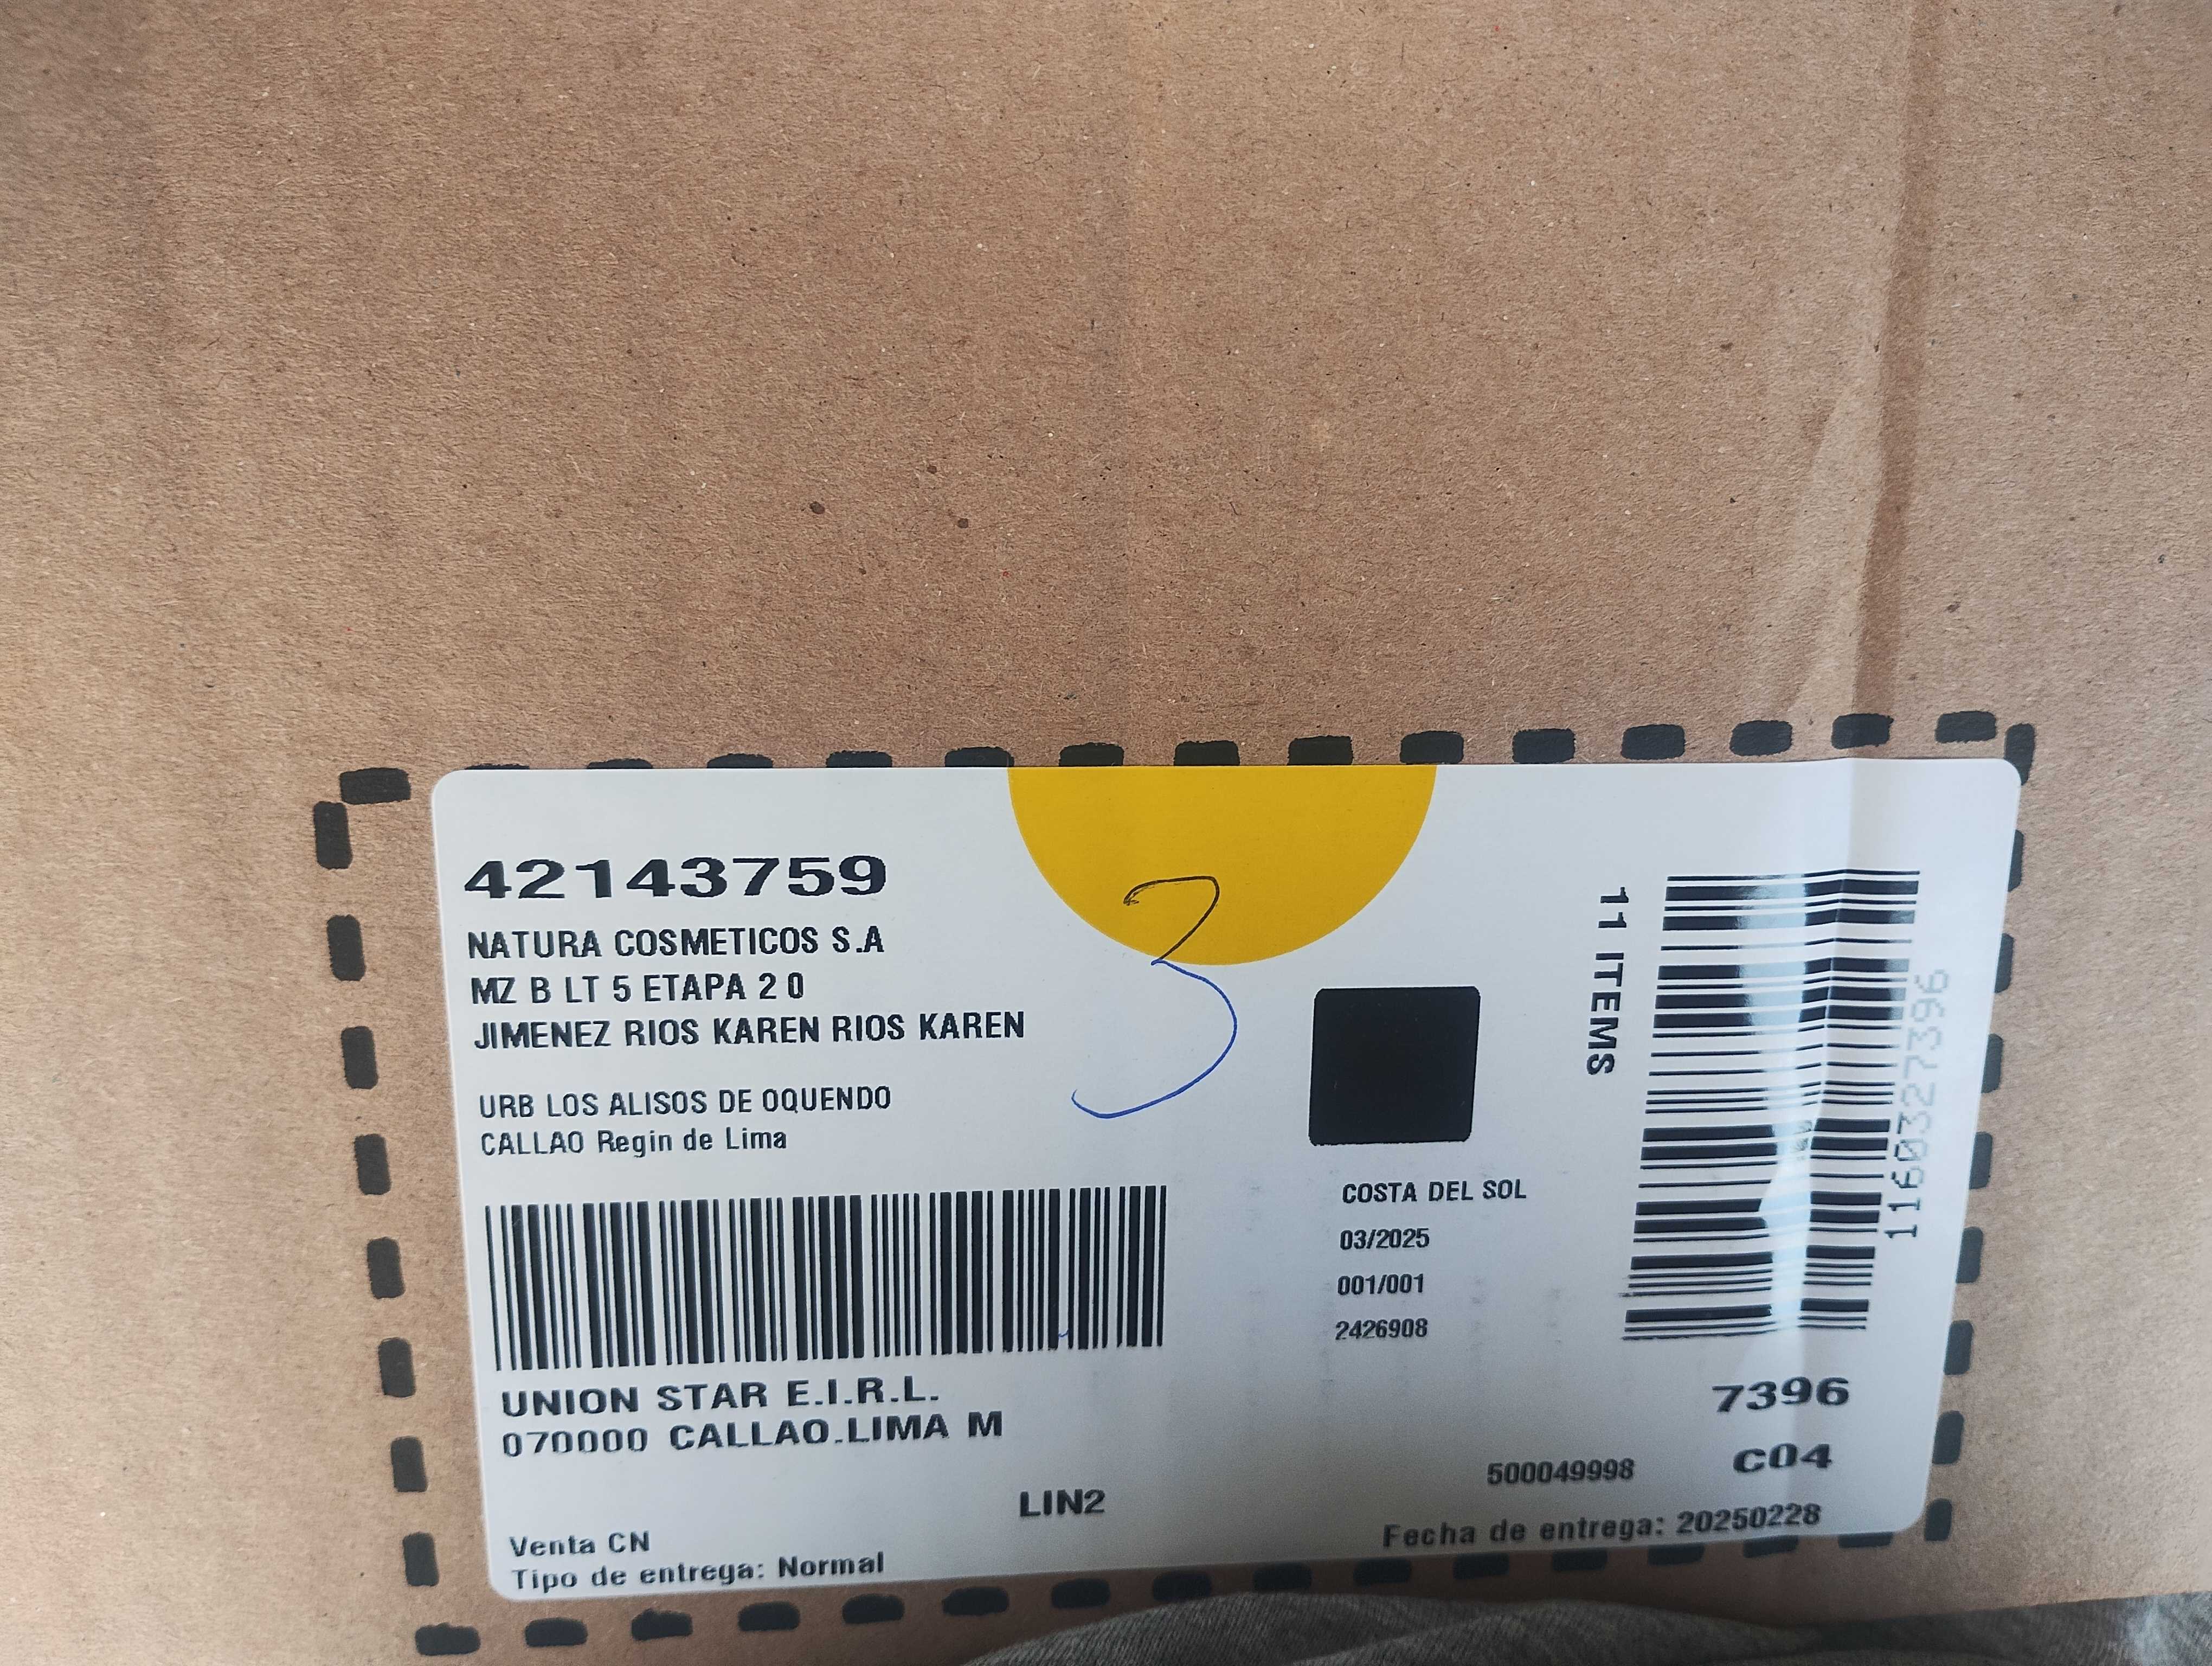 42143759
NATURA COSMETICOS S.A
MZ B LT 5 ETAPA 2 0
JIMENEZ RIOS KAREN RIOS KAREN
URB LOS ALISOS DE OQUENDO
CALLAO Regin de Lima
3
11 ITEMS
1160327396
COSTA DEL SOL
03/2025
001/001
2426908
UNION STAR E.I.R.L.
070000 CALLAO.LIMA M
7396
500049998 C04
LIN2
Venta CN
Tipo de entrega: Normal
Fecha de entrega: 20250228